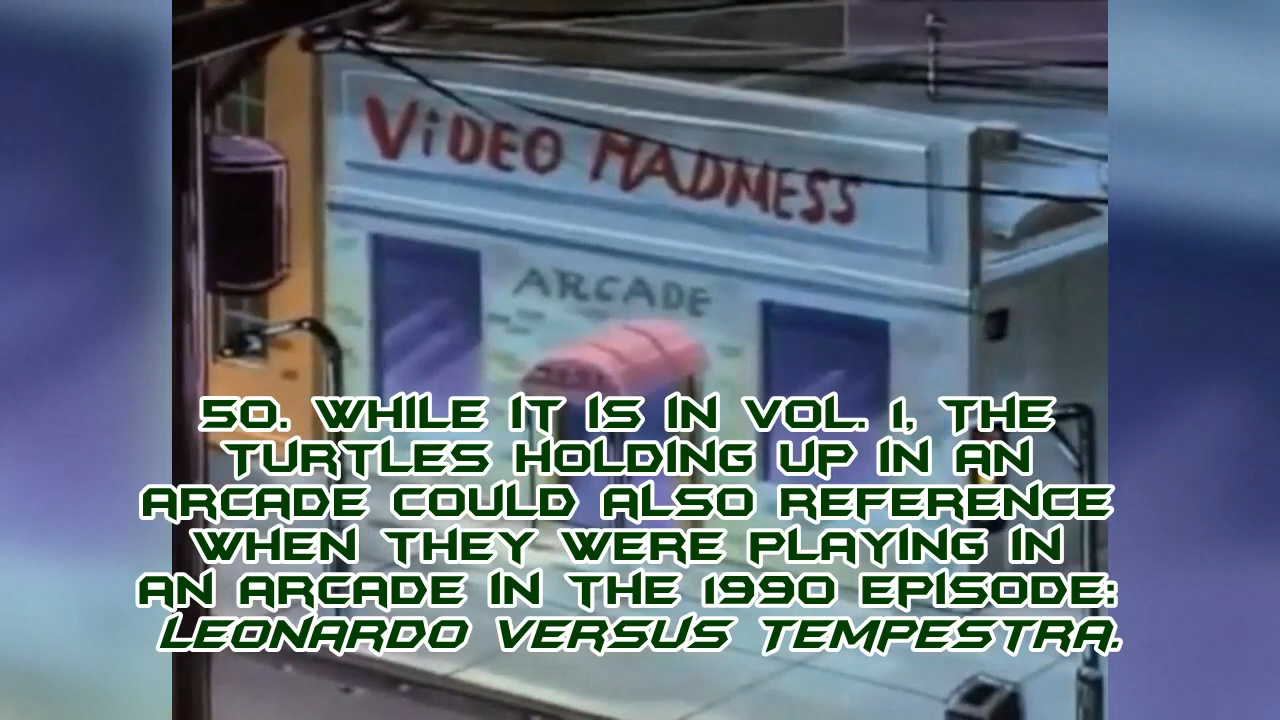 ViDEO MADNESS
ARCADE
50. WHILE IT IS IN VOL. 1, THE
TURTLES HOLDING UP IN AN
ARCADE COULD ALSO REFERENCE
WHEN THEY WERE PLAYING IN
AN ARCADE IN THE 1990 EPISODE:
LEONARDO VERSUS TEMPESTRA.